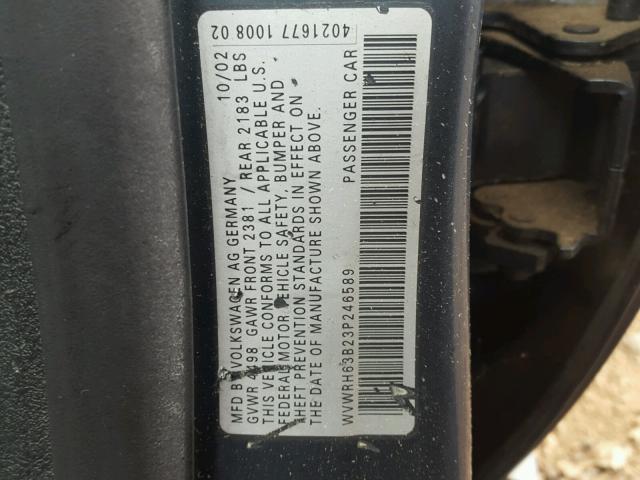 4021677 1008 02
MFD BY VOLKSWAGEN AG GERMANY 10/02
GVWR 4498 GAWR FRONT 2381 / REAR 2183 LBS
THIS VEHICLE CONFORMS TO ALL APPLICABLE U.S.
FEDERAL MOTOR VEHICLE SAFETY, BUMPER AND
THEFT PREVENTION STANDARDS IN EFFECT ON
THE DATE OF MANUFACTURE SHOWN ABOVE.
WVWRH63B23P246589 PASSENGER CAR